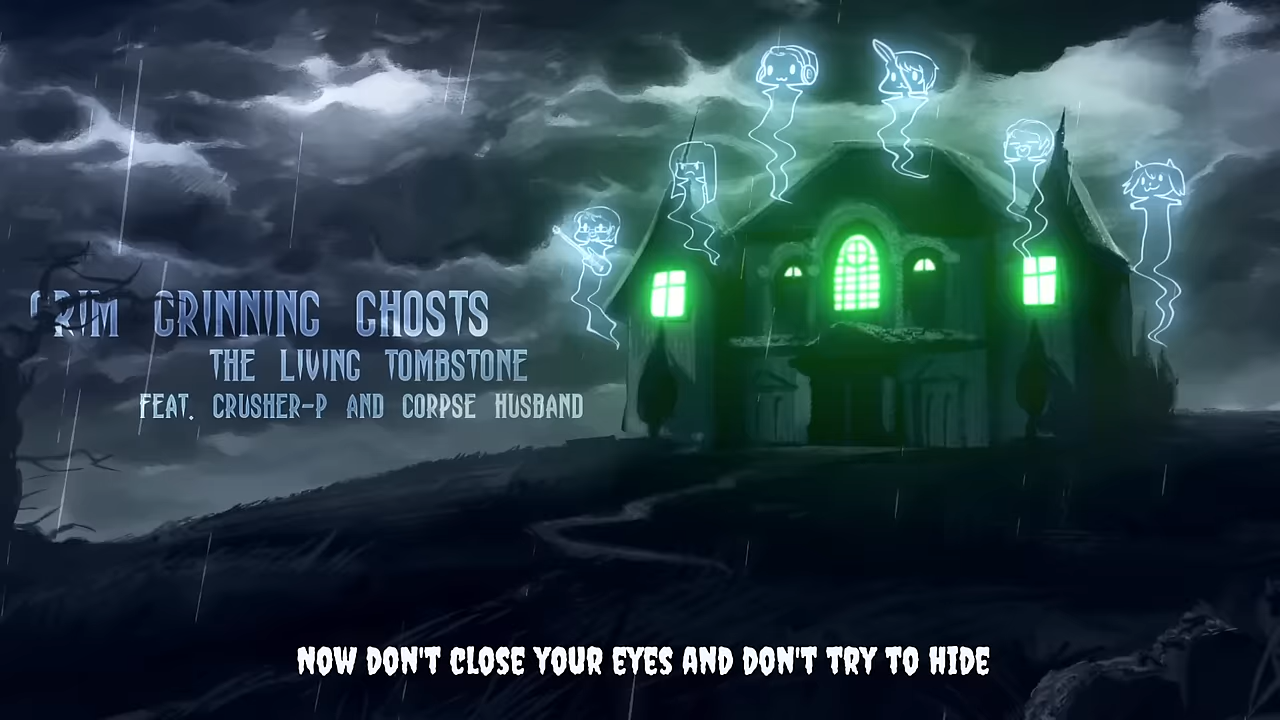 GRIM GRINNING GHOSTS
THE LIVING TOMBSTONE
FEAT. CRUSHER-P AND CORPSE HUSBAND
NOW DON'T CLOSE YOUR EYES AND DON'T TRY TO HIDE